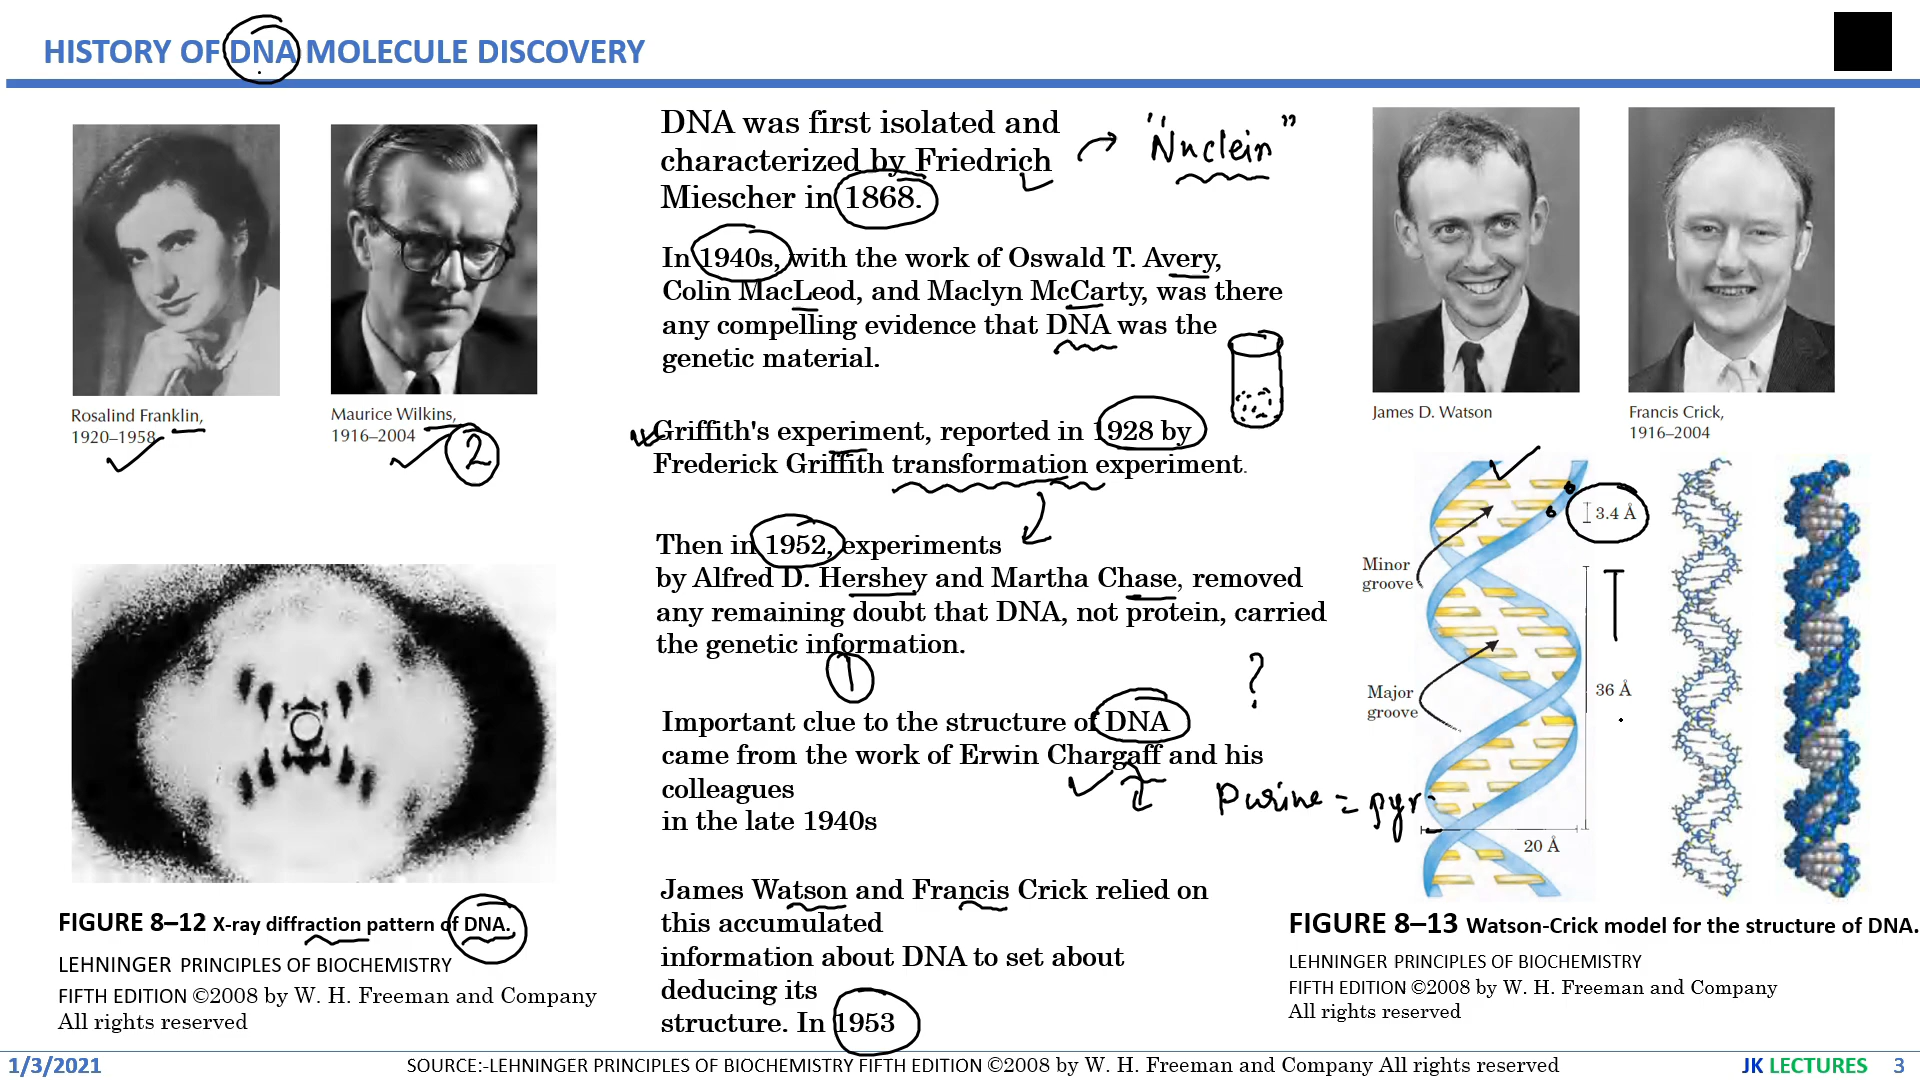 HISTORY OF DNA MOLECULE DISCOVERY
Rosalind Franklin,
1920–1958
Maurice Wilkins,
1916–2004
2
FIGURE 8–12 X-ray diffraction pattern of DNA.
LEHNINGER PRINCIPLES OF BIOCHEMISTRY
FIFTH EDITION ©2008 by W. H. Freeman and Company
All rights reserved
DNA was first isolated and
characterized by Friedrich
Miescher in 1868.
"Nuclein"
In 1940s, with the work of Oswald T. Avery,
Colin MacLeod, and Maclyn McCarty, was there
any compelling evidence that DNA was the
genetic material.
Griffith's experiment, reported in 1928 by
Frederick Griffith transformation experiment.
Then in 1952, experiments
by Alfred D. Hershey and Martha Chase, removed
any remaining doubt that DNA, not protein, carried
the genetic information.
1
?
Important clue to the structure of DNA
came from the work of Erwin Chargaff and his
colleagues
in the late 1940s
Purine = pyr
James Watson and Francis Crick relied on
this accumulated
information about DNA to set about
deducing its
structure. In 1953
James D. Watson
Francis Crick,
1916–2004
3.4 Å
Minor
groove
Major
groove
36 Å
20 Å
FIGURE 8–13 Watson-Crick model for the structure of DNA.
LEHNINGER PRINCIPLES OF BIOCHEMISTRY
FIFTH EDITION ©2008 by W. H. Freeman and Company
All rights reserved
1/3/2021
SOURCE:-LEHNINGER PRINCIPLES OF BIOCHEMISTRY FIFTH EDITION ©2008 by W. H. Freeman and Company All rights reserved
JK LECTURES
3